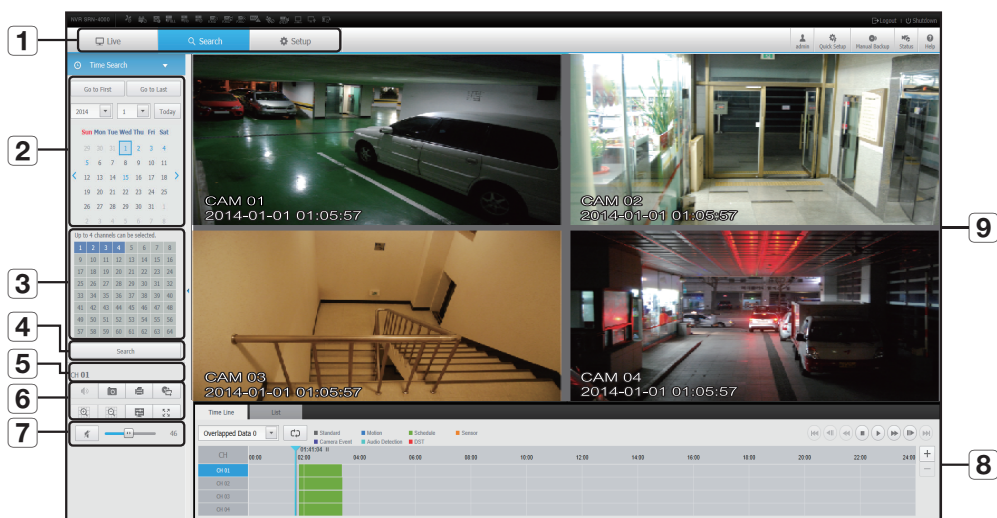 NVR SRN-4000
Logout
Shutdown
1
Live
Search
Setup
admin
Quick Setup
Manual Backup
Status
Help
Time Search
Go to First
Go to Last
2014
1
Today
2
Sun Mon Tue Wed Thu Fri Sat
29 30 31 1 2 3 4
5 6 7 8 9 10 11
12 13 14 15 16 17 18
19 20 21 22 23 24 25
26 27 28 29 30 31 1
2 3 4 5 6 7 8
CAM 01
2014-01-01 01:05:57
CAM 02
2014-01-01 01:05:57
9
Up to 4 channels can be selected.
3
1 2 3 4 5 6 7 8
9 10 11 12 13 14 15 16
17 18 19 20 21 22 23 24
25 26 27 28 29 30 31 32
33 34 35 36 37 38 39 40
41 42 43 44 45 46 47 48
49 50 51 52 53 54 55 56
57 58 59 60 61 62 63 64
4
Search
5
CH 01
6
CAM 03
2014-01-01 01:05:57
CAM 04
2014-01-01 01:05:57
7
46
Time Line
List
Overlapped Data 0
Standard
Motion
Schedule
Sensor
Camera Event
Audio Detection
DST
01:41:04
CH
00:00 02:00 04:00 06:00 08:00 10:00 12:00 14:00 16:00 18:00 20:00 22:00 24:00
CH 01
CH 02
CH 03
CH 04
8